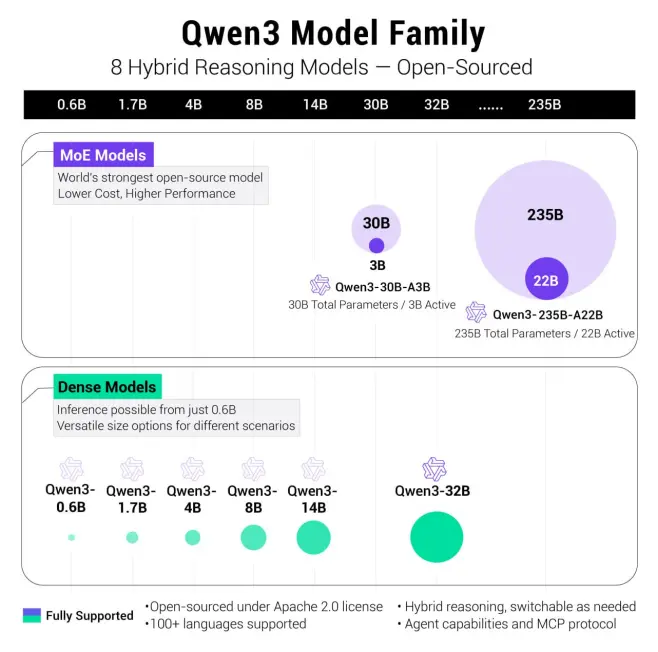 Qwen3 Model Family
8 Hybrid Reasoning Models — Open-Sourced
0.6B 1.7B 4B 8B 14B 30B 32B ...... 235B
MoE Models
World's strongest open-source model
Lower Cost, Higher Performance
30B
3B
Qwen3-30B-A3B
30B Total Parameters / 3B Active
235B
22B
Qwen3-235B-A22B
235B Total Parameters / 22B Active
Dense Models
Inference possible from just 0.6B
Versatile size options for different scenarios
Qwen3-
0.6B
Qwen3-
1.7B
Qwen3-
4B
Qwen3-
8B
Qwen3-
14B
Qwen3-32B
Fully Supported
•Open-sourced under Apache 2.0 license
•100+ languages supported
•Hybrid reasoning, switchable as needed
•Agent capabilities and MCP protocol